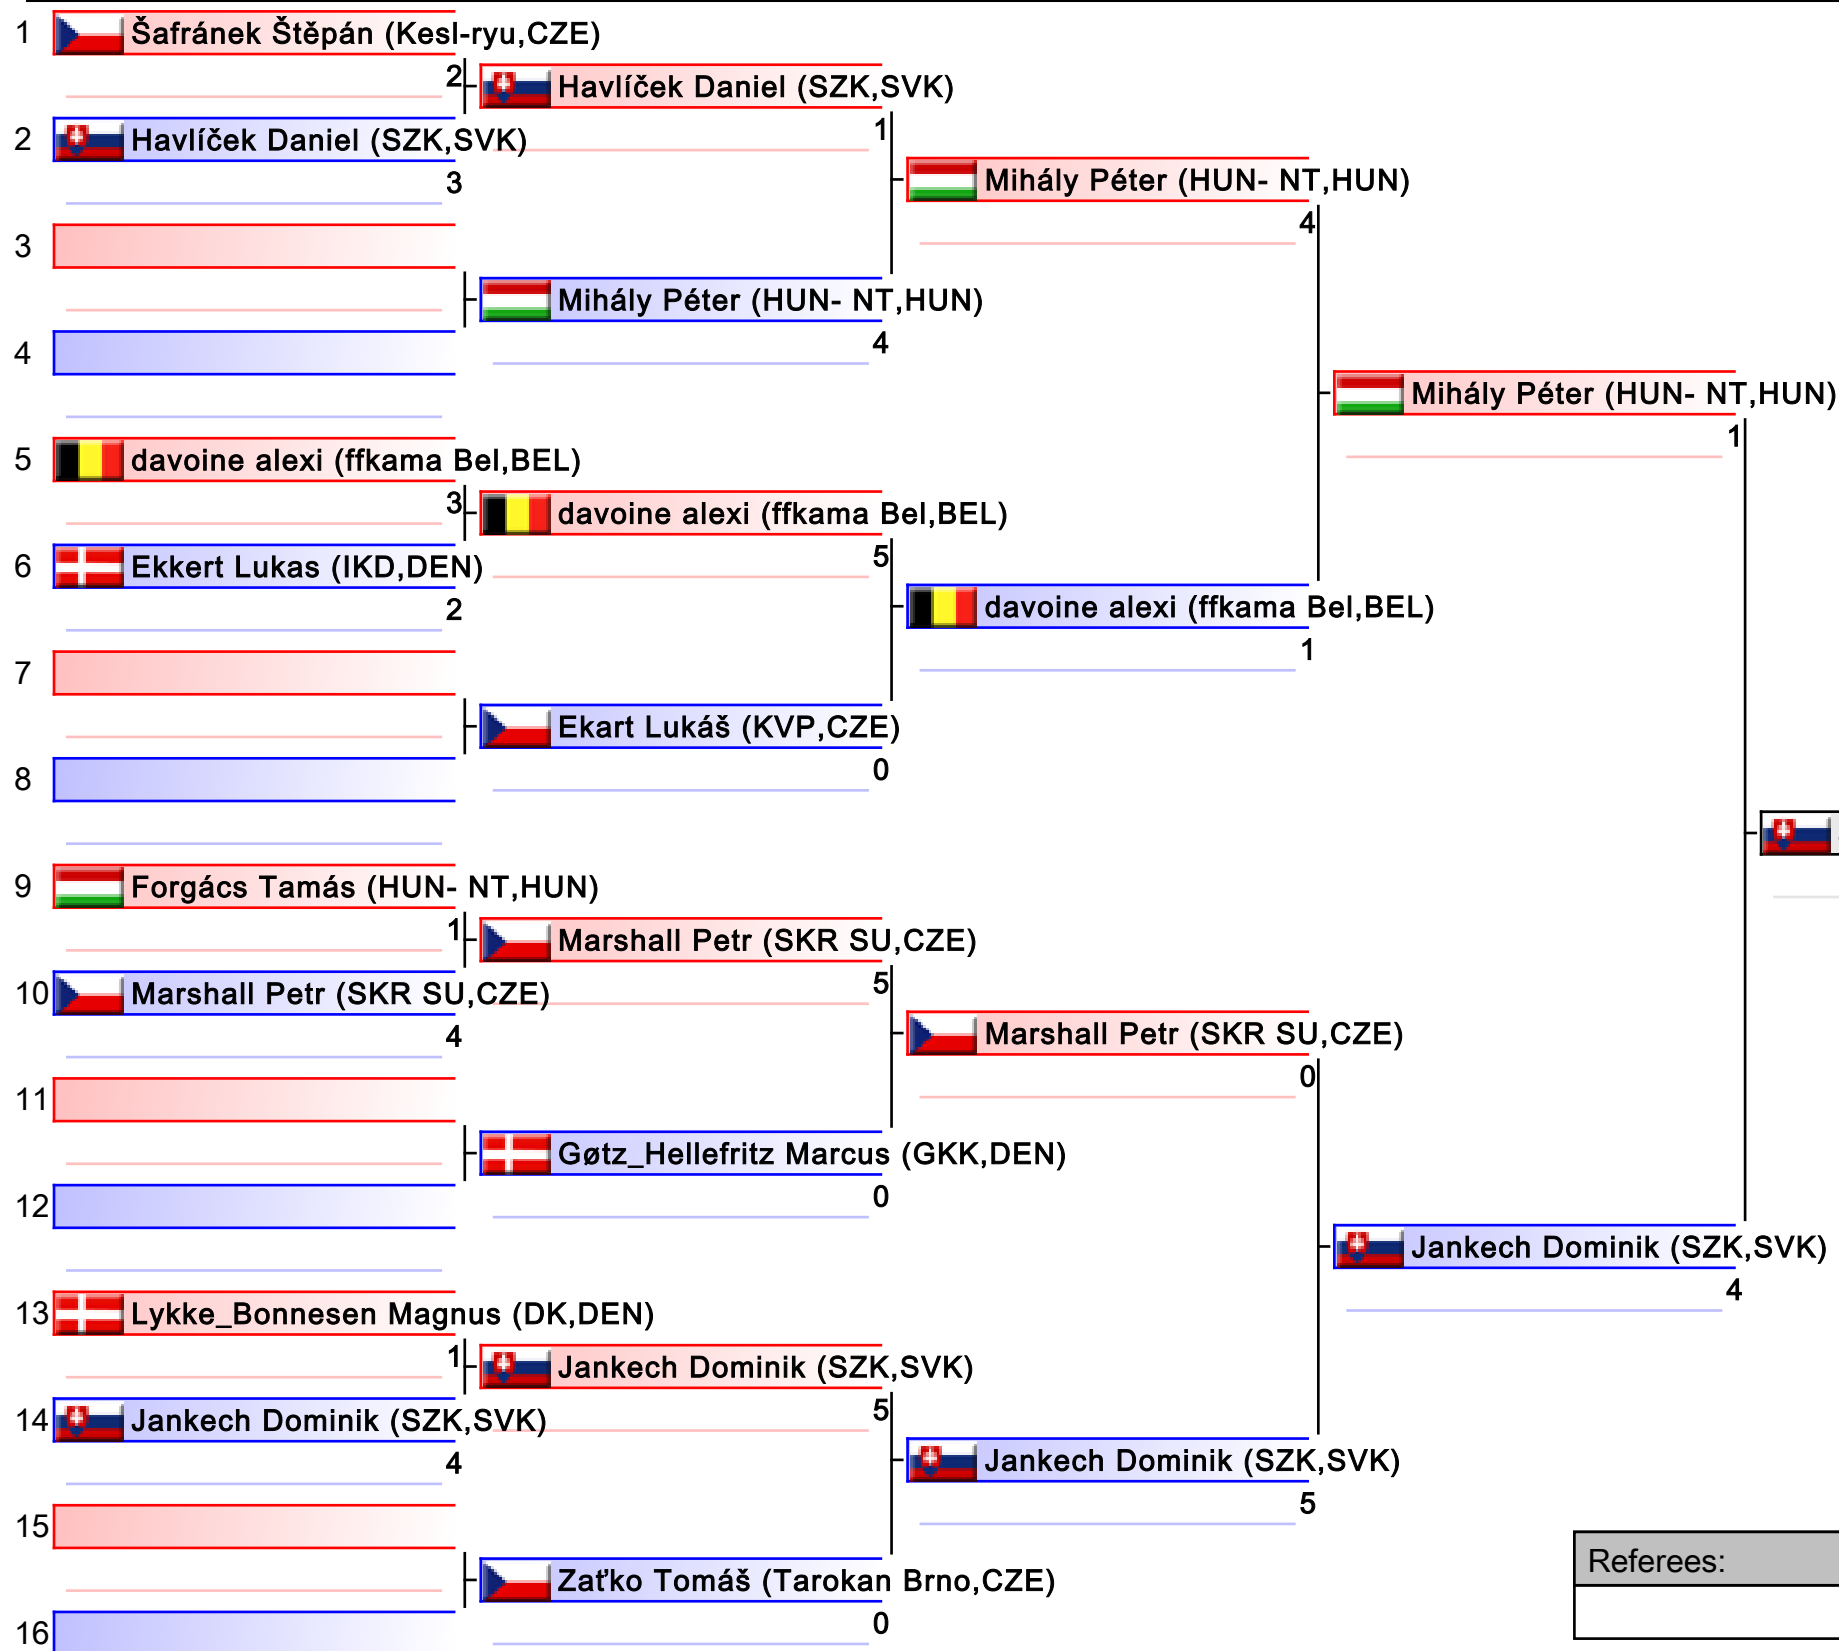 1 Šafránek Štěpán (Kesl-ryu,CZE)
2
Havlíček Daniel (SZK,SVK)
1
2 Havlíček Daniel (SZK,SVK)
3
Mihály Péter (HUN- NT,HUN)
4
3
Mihály Péter (HUN- NT,HUN)
4
4
Mihály Péter (HUN- NT,HUN)
1
5 davoine alexi (ffkama Bel,BEL)
3
davoine alexi (ffkama Bel,BEL)
5
6 Ekkert Lukas (IKD,DEN)
2
davoine alexi (ffkama Bel,BEL)
1
7
Ekart Lukáš (KVP,CZE)
0
8
9 Forgács Tamás (HUN- NT,HUN)
1
Marshall Petr (SKR SU,CZE)
5
10 Marshall Petr (SKR SU,CZE)
4
Marshall Petr (SKR SU,CZE)
0
11
Gøtz_Hellefritz Marcus (GKK,DEN)
0
12
Jankech Dominik (SZK,SVK)
4
13 Lykke_Bonnesen Magnus (DK,DEN)
1
Jankech Dominik (SZK,SVK)
5
14 Jankech Dominik (SZK,SVK)
4
Jankech Dominik (SZK,SVK)
5
15
Zaťko Tomáš (Tarokan Brno,CZE)
0
16
Referees: